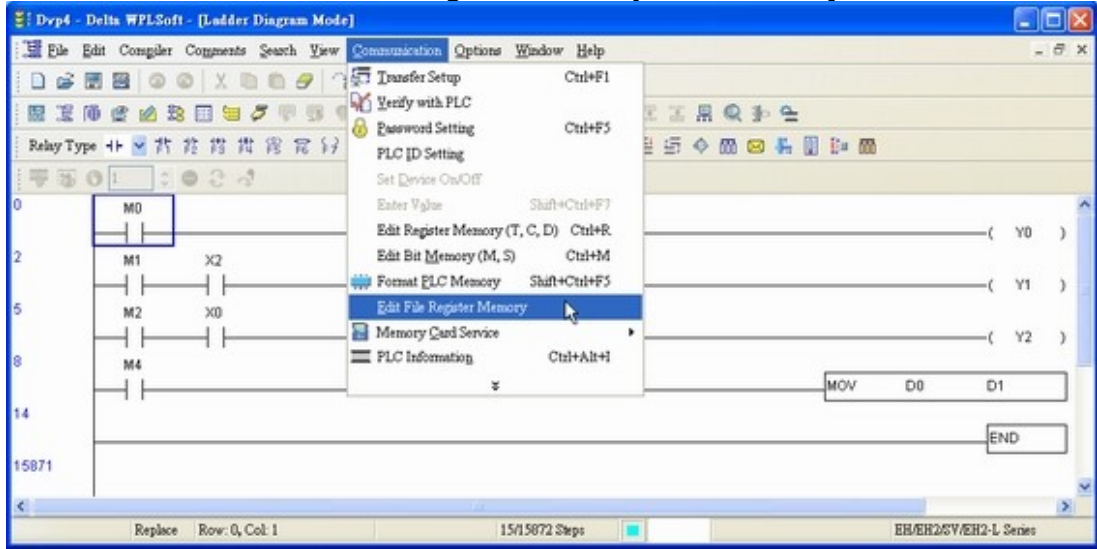 Dvp4 - Delta WPLSoft - [Ladder Diagram Mode]
File Edit Compiler Comments Search View Communication Options Window Help
Transfer Setup Ctrl+F1
Verify with PLC
Password Setting Ctrl+F5
Relay Type
PLC ID Setting
1
Set Device On/Off
Enter Value Shift+Ctrl+F7
Edit Register Memory (T, C, D) Ctrl+R
Edit Bit Memory (M, S) Ctrl+M
Format PLC Memory Shift+Ctrl+F5
Edit File Register Memory
Memory Card Service
PLC Information Ctrl+Alt+I
0 M0 Y0
2 M1 X2 Y1
5 M2 X0 Y2
8 M4 MOV D0 D1
14 END
15871
Replace Row: 0, Col: 1 15/15872 Steps EH/EH2/SV/EH2-L Series